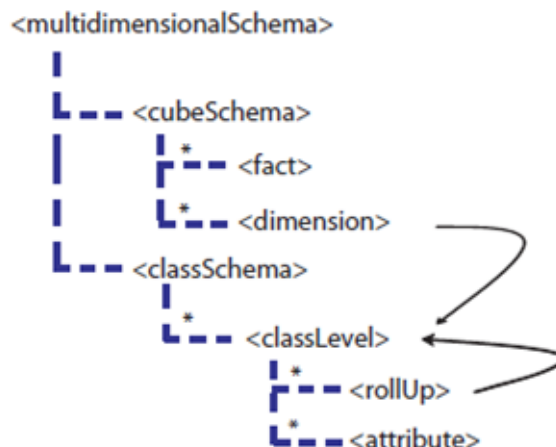 <multidimensionalSchema>
<cubeSchema>
*
<fact>
*
<dimension>
<classSchema>
*
<classLevel>
*
<rollUp>
*
<attribute>